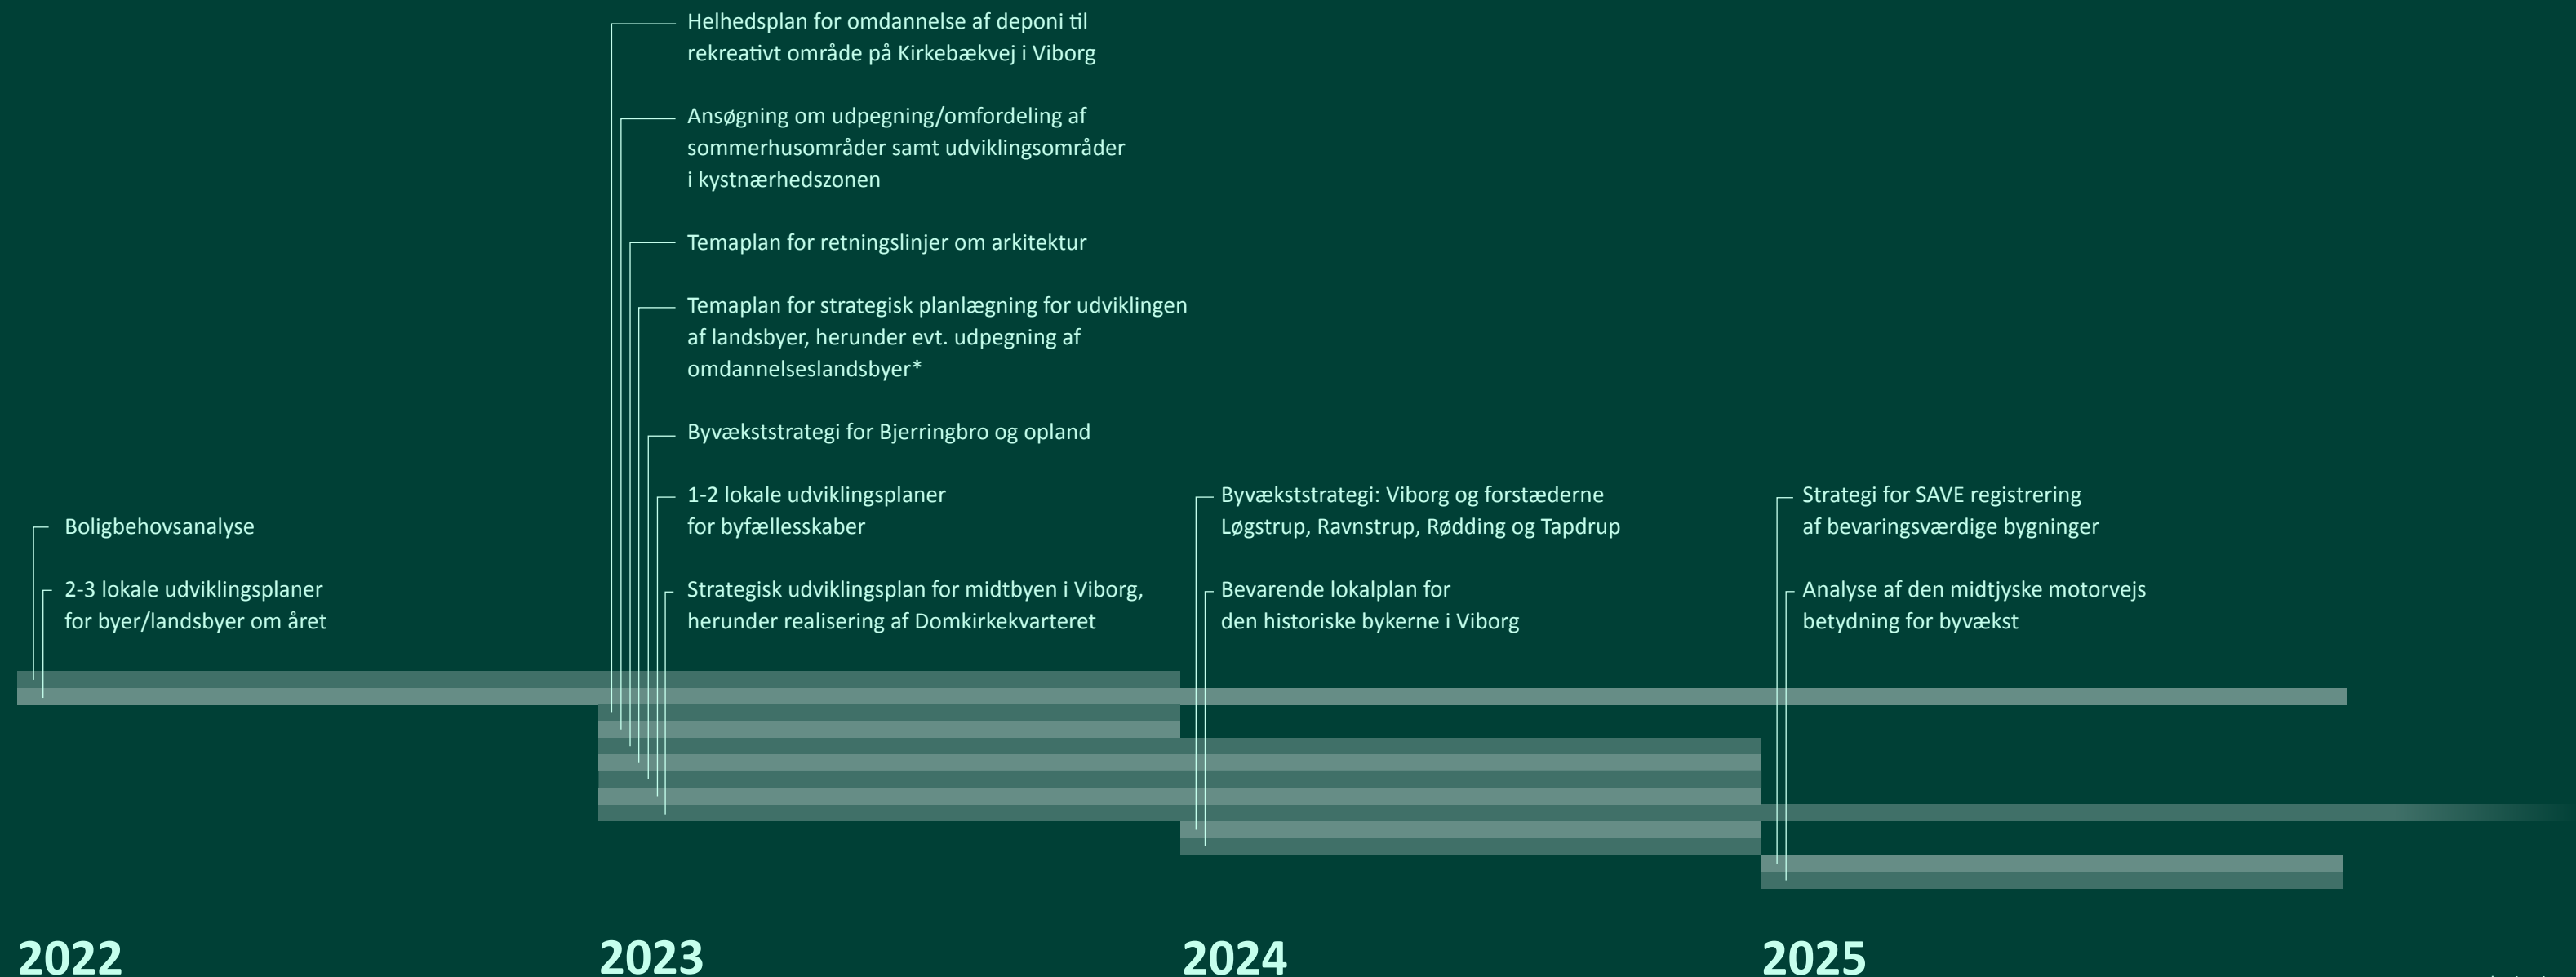 Helhedsplan for omdannelse af deponi til
rekreativt område på Kirkebækvej i Viborg
Ansøgning om udpegning/omfordeling af
sommerhusområder samt udviklingsområder
i kystnærhedszonen
Temaplan for retningslinjer om arkitektur
Temaplan for strategisk planlægning for udviklingen
af landsbyer, herunder evt. udpegning af
omdannelseslandsbyer*
Byvækststrategi for Bjerringbro og opland
Boligbehovsanalyse
2-3 lokale udviklingsplaner
for byer/landsbyer om året
1-2 lokale udviklingsplaner
for byfællesskaber
Strategisk udviklingsplan for midtbyen i Viborg,
herunder realisering af Domkirkekvarteret
Byvækststrategi: Viborg og forstæderne
Løgstrup, Ravnstrup, Rødding og Tapdrup
Bevarende lokalplan for
den historiske bykerne i Viborg
Strategi for SAVE registrering
af bevaringsværdige bygninger
Analyse af den midtjyske motorvejs
betydning for byvækst
2022
2023
2024
2025